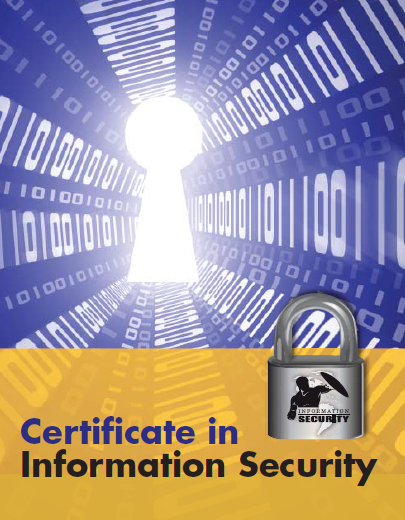 INFORMATION
SECURITY
Certificate in
Information Security